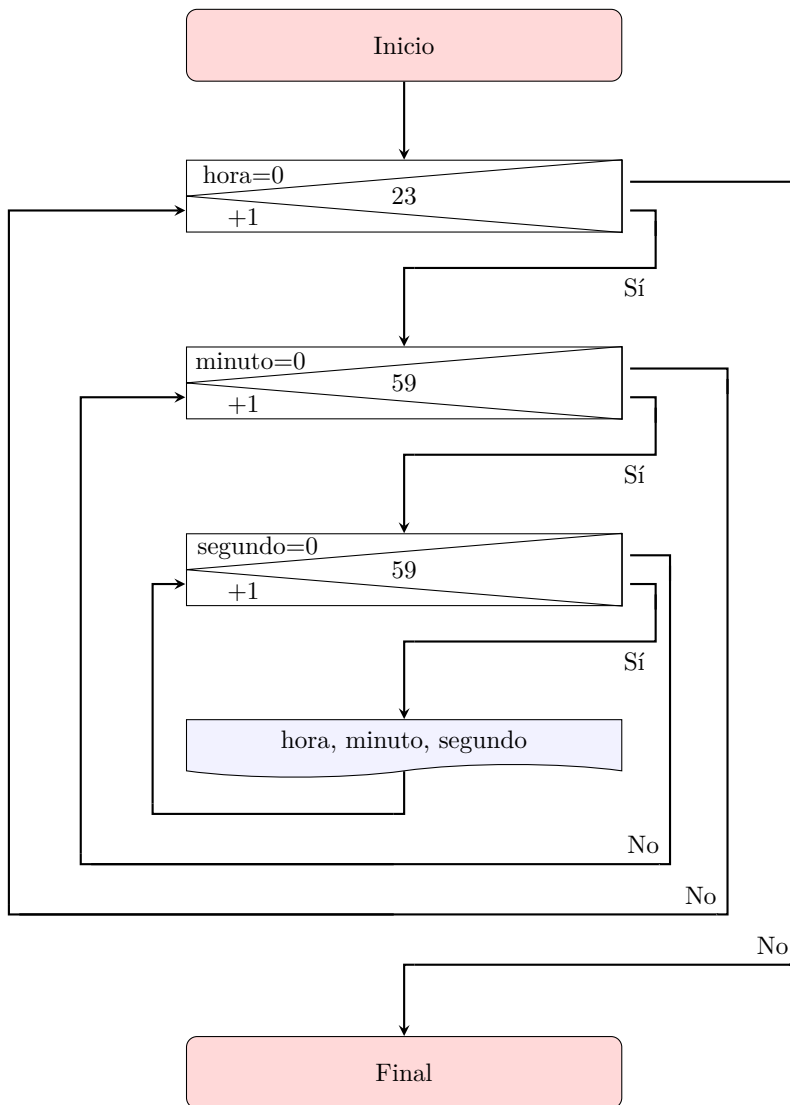 Inicio
hora=0
23
+1
Sí
minuto=0
59
+1
Sí
segundo=0
59
+1
Sí
hora, minuto, segundo
No
No
No
Final